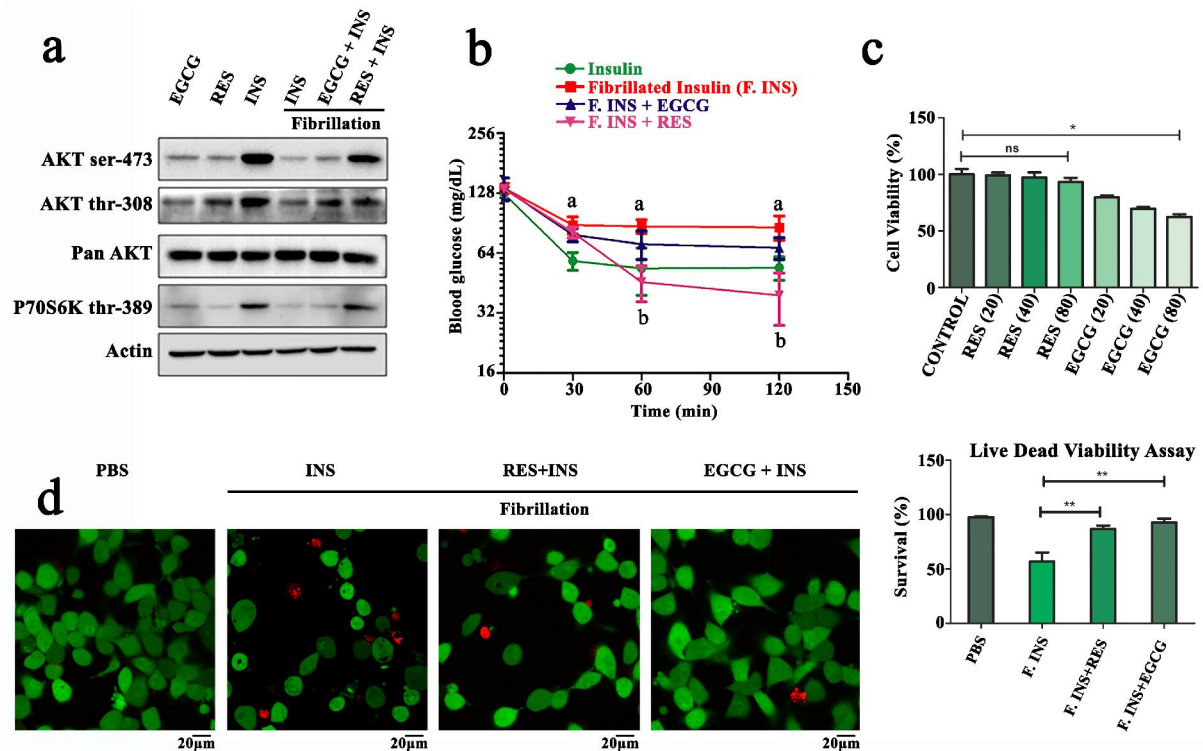 a
EGCG
RES
INS
INS
EGCG + INS
RES + INS
Fibrillation
AKT ser-473
AKT thr-308
Pan AKT
P70S6K thr-389
Actin
b
Insulin
Fibrillated Insulin (F. INS)
F. INS + EGCG
F. INS + RES
Blood glucose (mg/dL)
256
128
64
32
16
a
a
a
b
b
0
30
60
90
120
150
Time (min)
c
Cell Viability (%)
150
100
50
0
*
ns
CONTROL
RES (20)
RES (40)
RES (80)
EGCG (20)
EGCG (40)
EGCG (80)
d
PBS
INS
RES+INS
EGCG + INS
Fibrillation
20µm
20µm
20µm
20µm
Live Dead Viability Assay
Survival (%)
150
100
50
0
**
**
PBS
F. INS
F. INS+RES
F. INS+EGCG